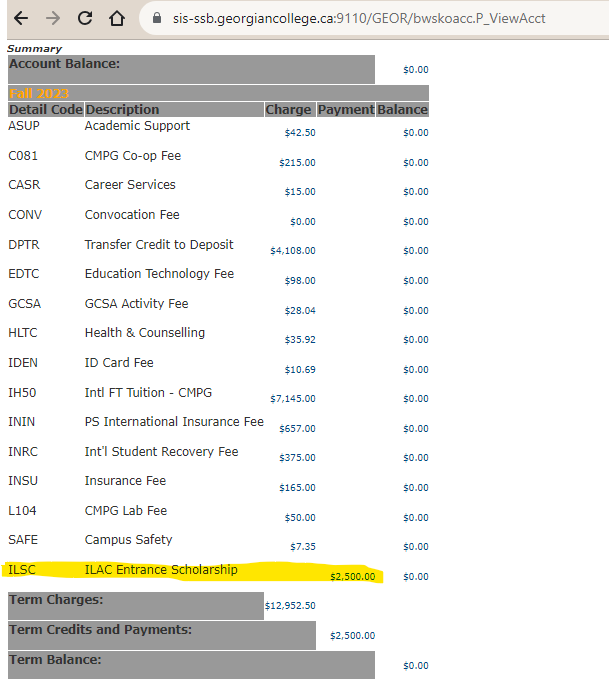 sis-ssb.georgiancollege.ca:9110/GEOR/bwskoacc.P_ViewAcct
Summary
Account Balance: $0.00
Fall 2023
Detail Code Description Charge Payment Balance
ASUP Academic Support $42.50 $0.00
C081 CMPG Co-op Fee $215.00 $0.00
CASR Career Services $15.00 $0.00
CONV Convocation Fee $0.00 $0.00
DPTR Transfer Credit to Deposit $4,108.00 $0.00
EDTC Education Technology Fee $98.00 $0.00
GCSA GCSA Activity Fee $28.04 $0.00
HLTC Health & Counselling $35.92 $0.00
IDEN ID Card Fee $10.69 $0.00
IH50 Intl FT Tuition - CMPG $7,145.00 $0.00
ININ PS International Insurance Fee $657.00 $0.00
INRC Int'l Student Recovery Fee $375.00 $0.00
INSU Insurance Fee $165.00 $0.00
L104 CMPG Lab Fee $50.00 $0.00
SAFE Campus Safety $7.35 $0.00
ILSC ILAC Entrance Scholarship $2,500.00 $0.00
Term Charges: $12,952.50
Term Credits and Payments: $2,500.00
Term Balance: $0.00